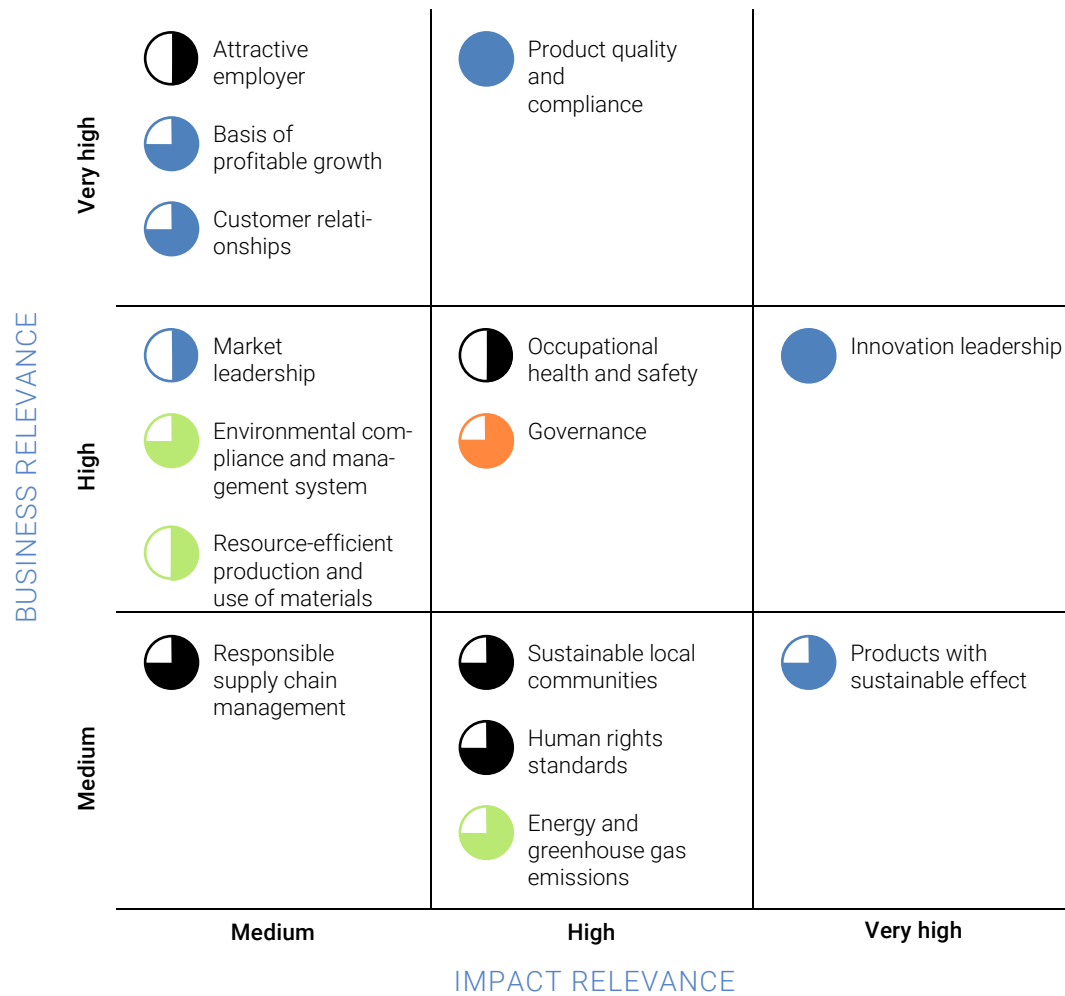 BUSINESS RELEVANCE
Very high
Attractive
employer
Basis of
profitable growth
Customer relati-
onships
Product quality
and
compliance
High
Market
leadership
Environmental com-
pliance and mana-
gement system
Resource-efficient
production and
use of materials
Occupational
health and safety
Governance
Innovation leadership
Medium
Responsible
supply chain
management
Sustainable local
communities
Human rights
standards
Energy and
greenhouse gas
emissions
Products with
sustainable effect
Medium
High
Very high
IMPACT RELEVANCE